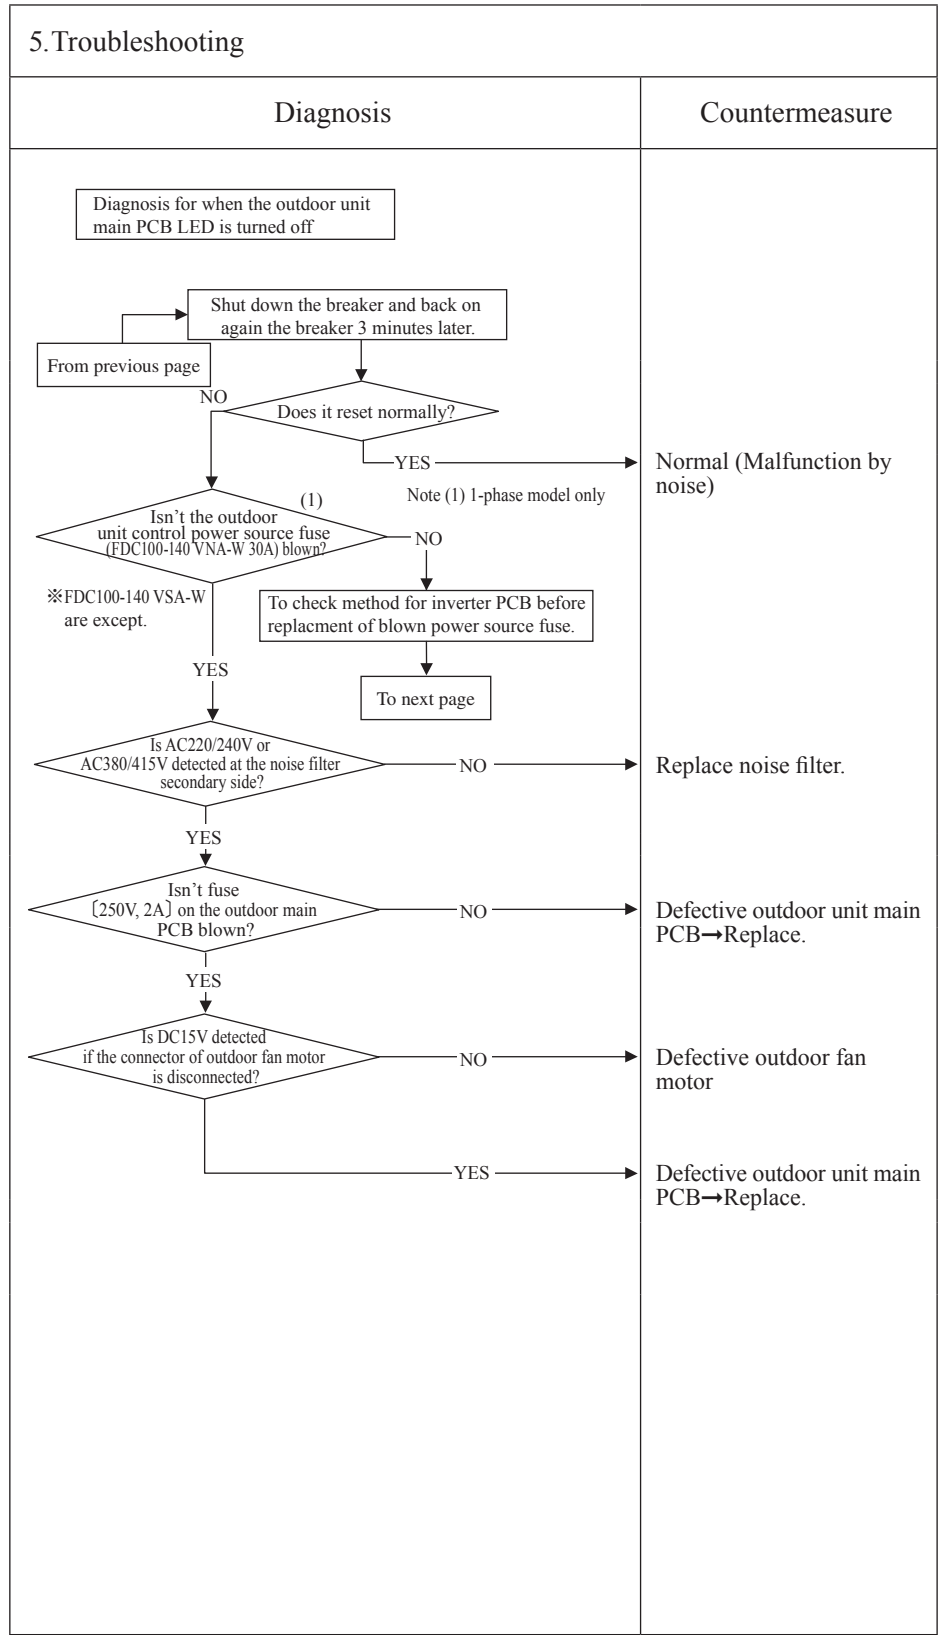 5.Troubleshooting
Diagnosis
Countermeasure
Diagnosis for when the outdoor unit
main PCB LED is turned off
Shut down the breaker and back on
again the breaker 3 minutes later.
From previous page
NO
Does it reset normally?
YES
Normal (Malfunction by
noise)
Note (1) 1-phase model only
(1)
Isn't the outdoor
unit control power source fuse
(FDC100-140 VNA-W 30A) blown?
NO
※FDC100-140 VSA-W
are except.
To check method for inverter PCB before
replacment of blown power source fuse.
YES
To next page
Is AC220/240V or
AC380/415V detected at the noise filter
secondary side?
NO
Replace noise filter.
YES
Isn't fuse
〔250V, 2A〕on the outdoor main
PCB blown?
NO
Defective outdoor unit main
PCB→Replace.
YES
Is DC15V detected
if the connector of outdoor fan motor
is disconnected?
NO
Defective outdoor fan
motor
YES
Defective outdoor unit main
PCB→Replace.